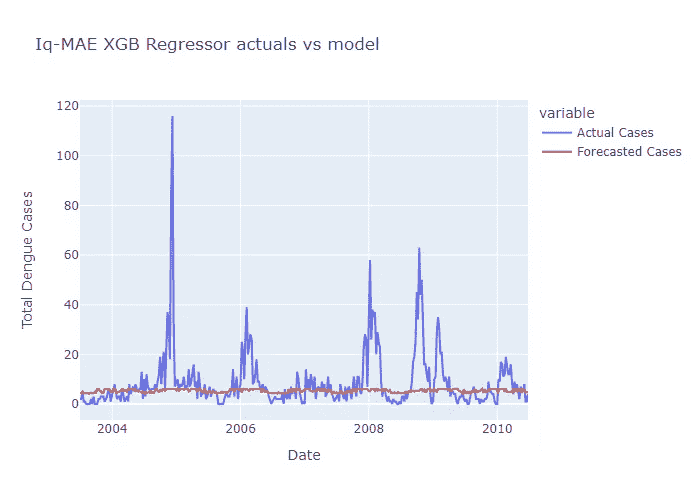 Iq-MAE XGB Regressor actuals vs model
120
100
80
60
40
20
0
Total Dengue Cases
2004
2006
2008
2010
Date
variable
Actual Cases
Forecasted Cases